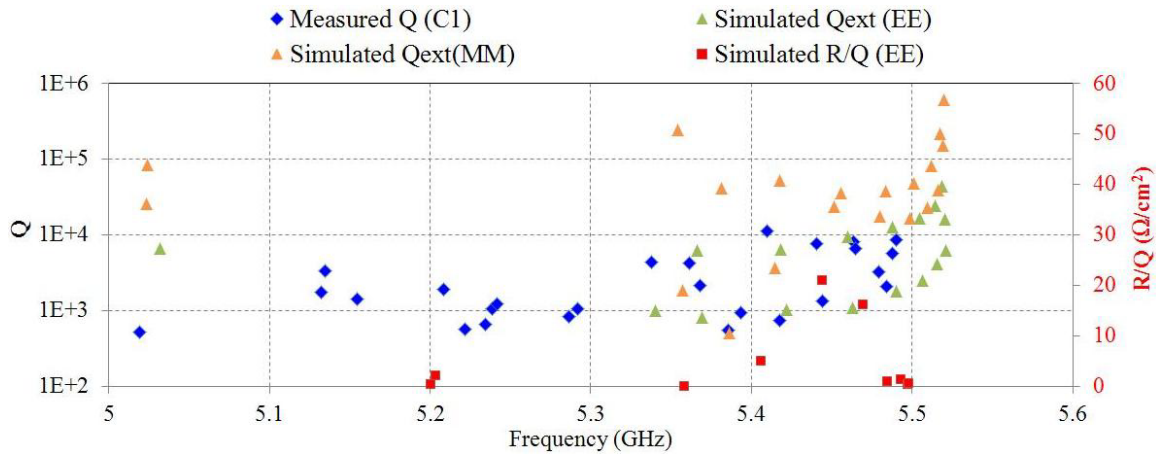 Measured Q (C1) Simulated Qext (EE)
Simulated Qext(MM) Simulated R/Q (EE)
1E+6 60
50
1E+5
40
1E+4 30
20
1E+3
10
1E+2 0
Q
R/Q (Ω/cm²)
5 5.1 5.2 5.3 5.4 5.5 5.6
Frequency (GHz)